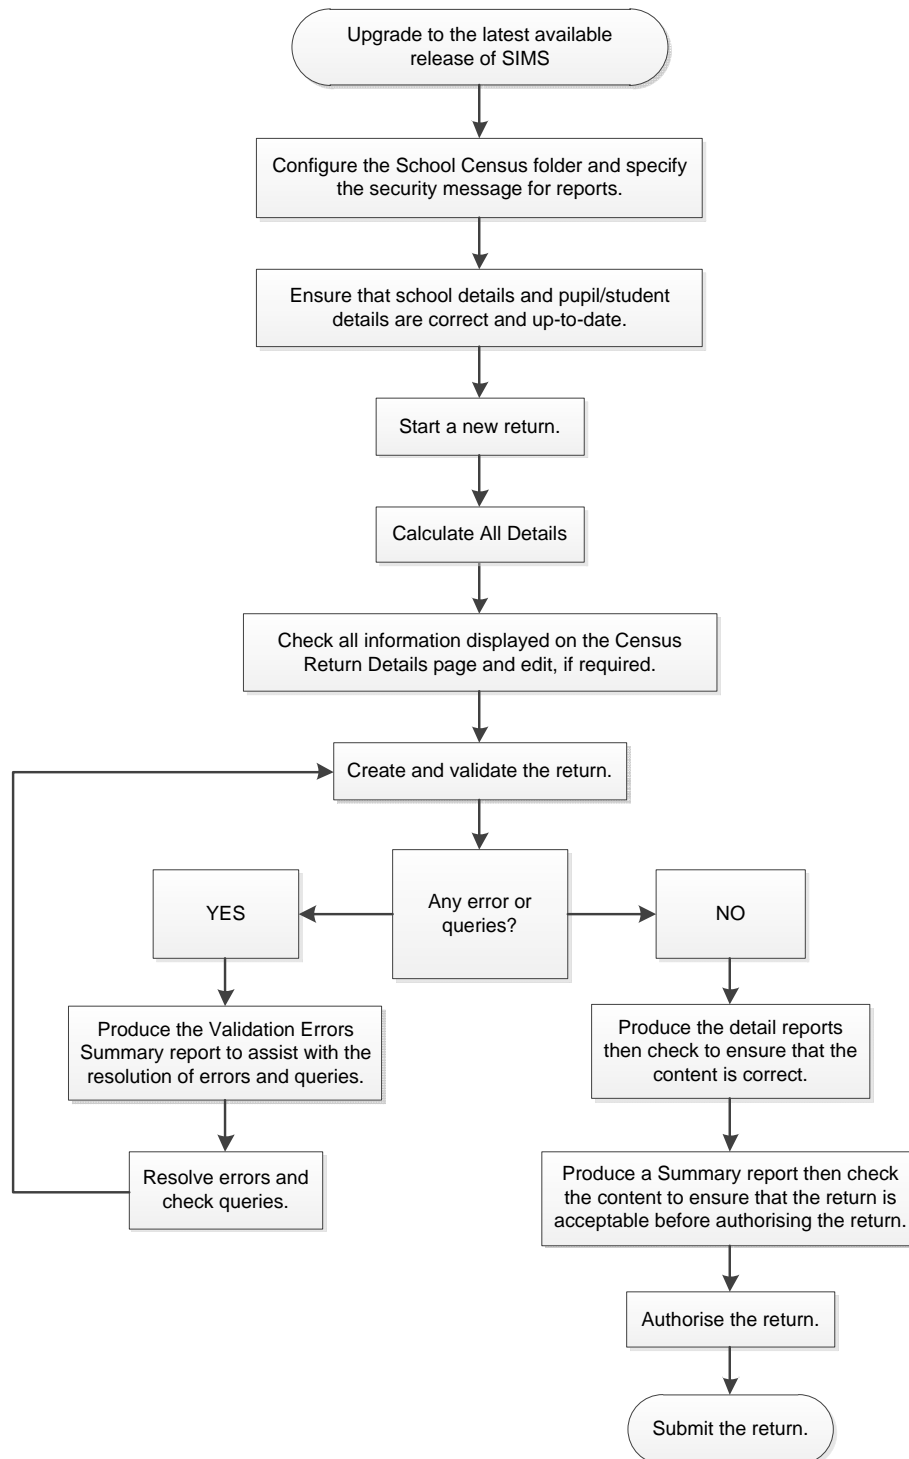 Upgrade to the latest available
release of SIMS
Configure the School Census folder and specify
the security message for reports.
Ensure that school details and pupil/student
details are correct and up-to-date.
Start a new return.
Calculate All Details
Check all information displayed on the Census
Return Details page and edit, if required.
Create and validate the return.
Any error or
queries?
YES
NO
Produce the Validation Errors
Summary report to assist with the
resolution of errors and queries.
Resolve errors and
check queries.
Produce the detail reports
then check to ensure that the
content is correct.
Produce a Summary report then check
the content to ensure that the return is
acceptable before authorising the return.
Authorise the return.
Submit the return.